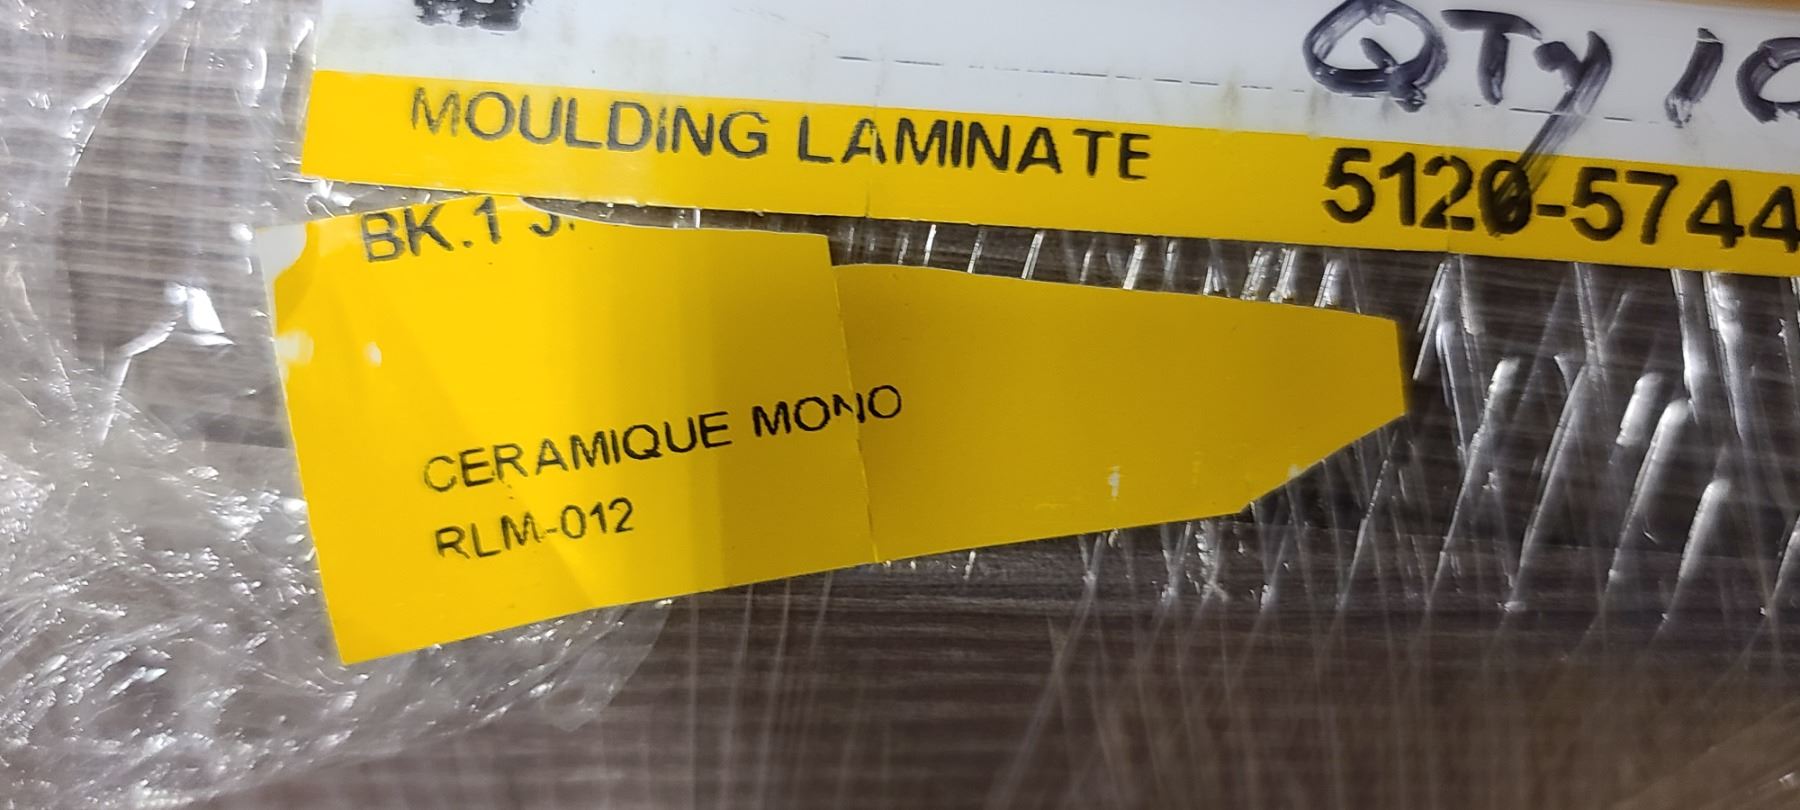 QTY 10
MOULDING LAMINATE 5120-5744
BK.1
CERAMIQUE MONO
RLM-012